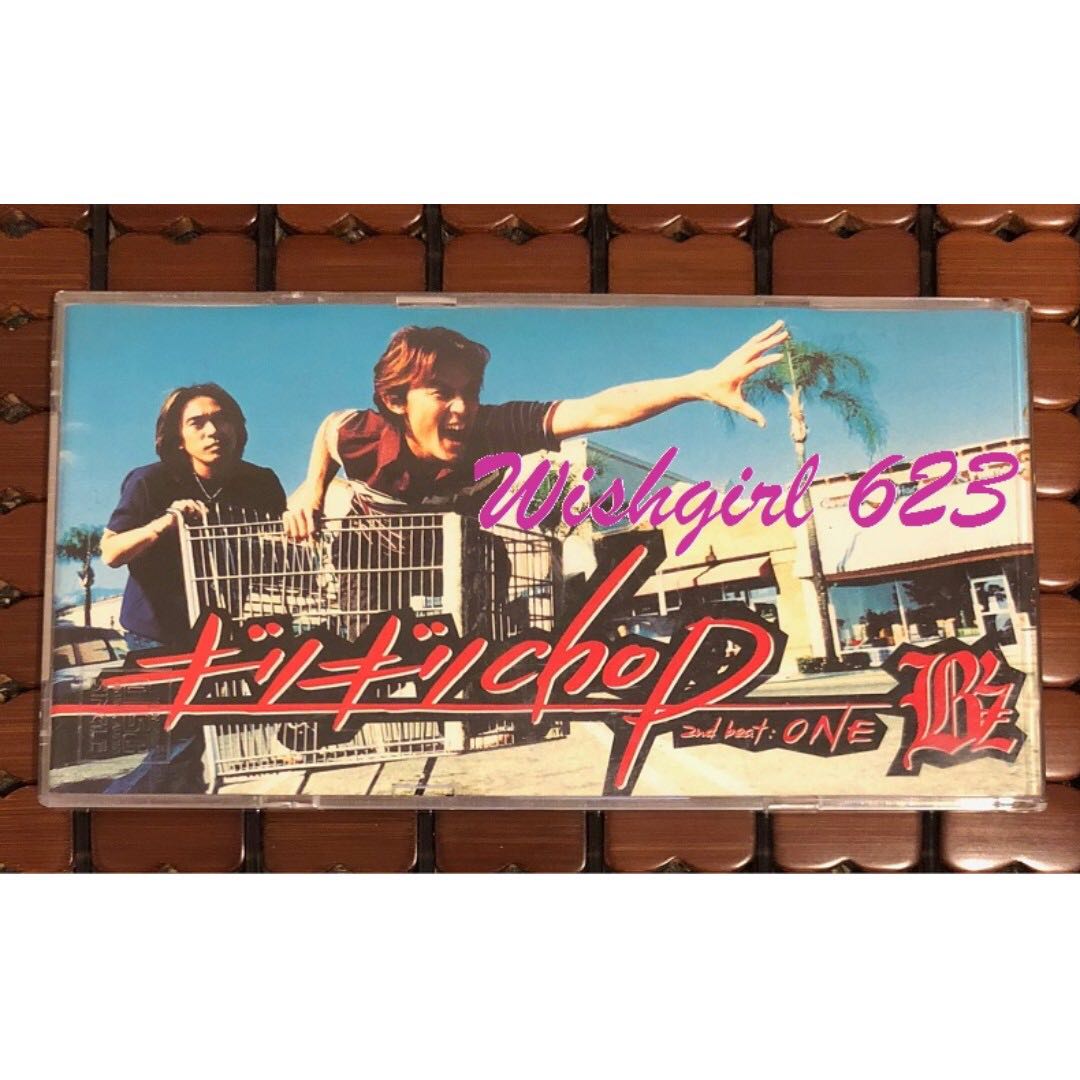 Wishgirl 623
ギリギリchop
2nd beat: ONE
B'z